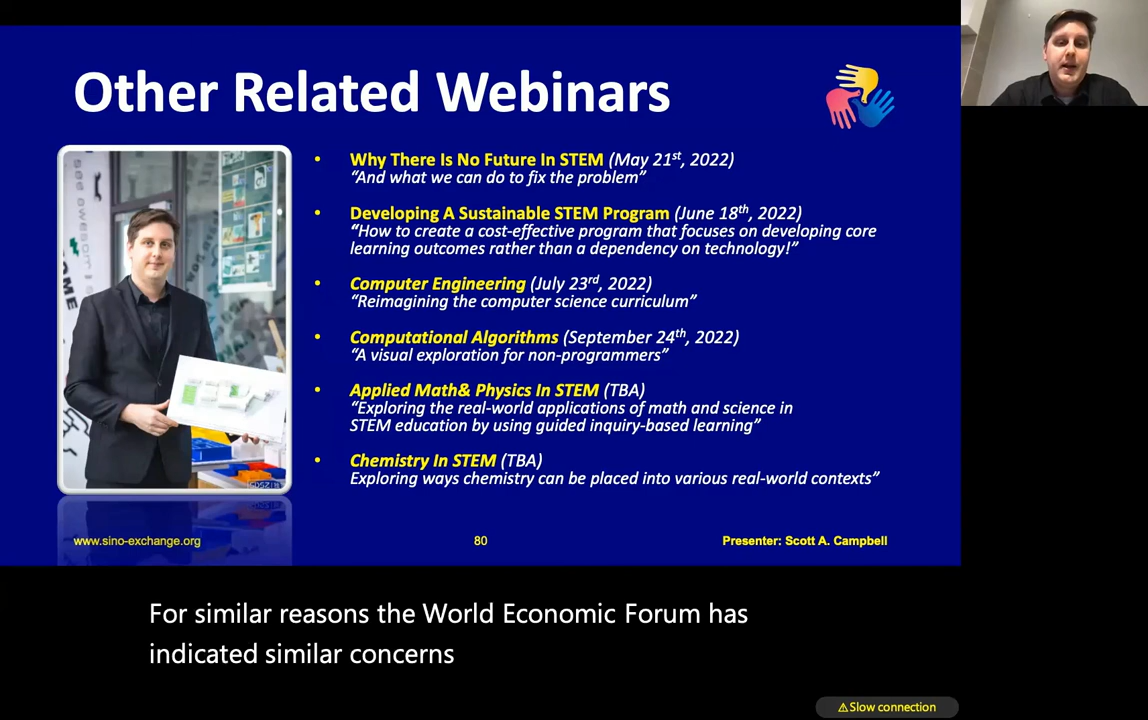 Other Related Webinars
• Why There Is No Future In STEM (May 21st, 2022)
“And what we can do to fix the problem”
• Developing A Sustainable STEM Program (June 18th, 2022)
“How to create a cost-effective program that focuses on developing core
learning outcomes rather than a dependency on technology!”
• Computer Engineering (July 23rd, 2022)
“Reimagining the computer science curriculum”
• Computational Algorithms (September 24th, 2022)
“A visual exploration for non-programmers”
• Applied Math& Physics In STEM (TBA)
“Exploring the real-world applications of math and science in
STEM education by using guided inquiry-based learning”
• Chemistry In STEM (TBA)
Exploring ways chemistry can be placed into various real-world contexts”
www.sino-exchange.org
80
Presenter: Scott A. Campbell
For similar reasons the World Economic Forum has
indicated similar concerns
⚠Slow connection